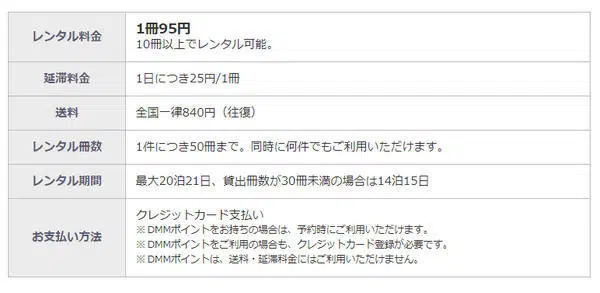 レンタル料金
1冊95円
10冊以上でレンタル可能。
延滞料金
1日につき25円/1冊
送料
全国一律840円（往復）
レンタル冊数
1件につき50冊まで。同時に何件でもご利用いただけます。
レンタル期間
最大20泊21日、貸出冊数が30冊未満の場合は14泊15日
お支払い方法
クレジットカード支払い
※ DMMポイントをお持ちの場合は、予約時にご利用いただけます。
※ DMMポイントをご利用の場合も、クレジットカード登録が必要です。
※ DMMポイントは、送料・延滞料金にはご利用いただけません。